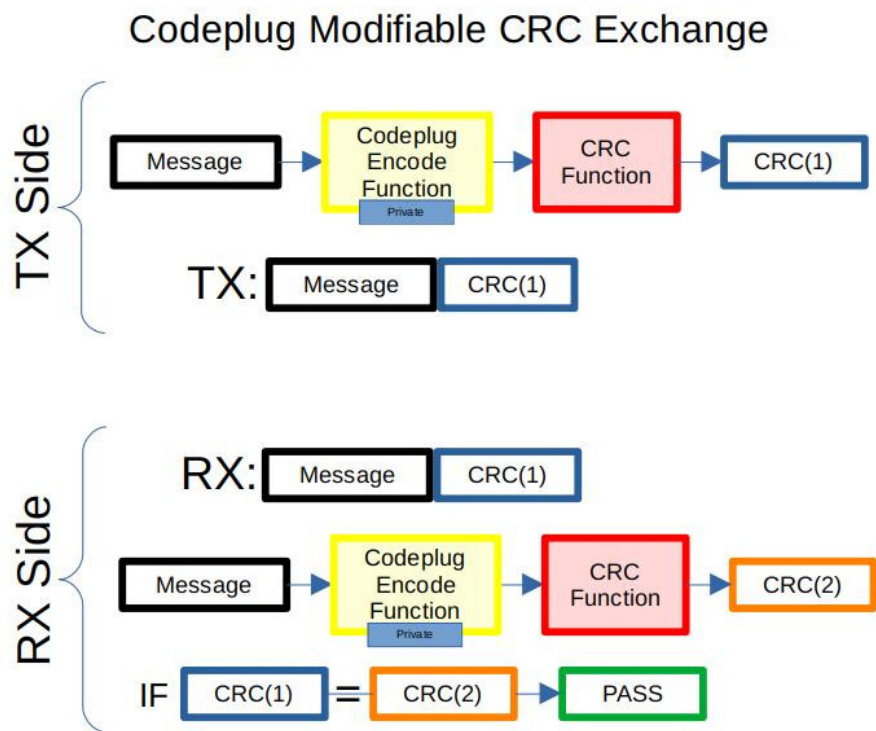 Codeplug Modifiable CRC Exchange
TX Side
Message
Codeplug
Encode
Function
Private
CRC
Function
CRC(1)
TX:
Message
CRC(1)
RX Side
RX:
Message
CRC(1)
Message
Codeplug
Encode
Function
Private
CRC
Function
CRC(2)
IF
CRC(1)
=
CRC(2)
PASS